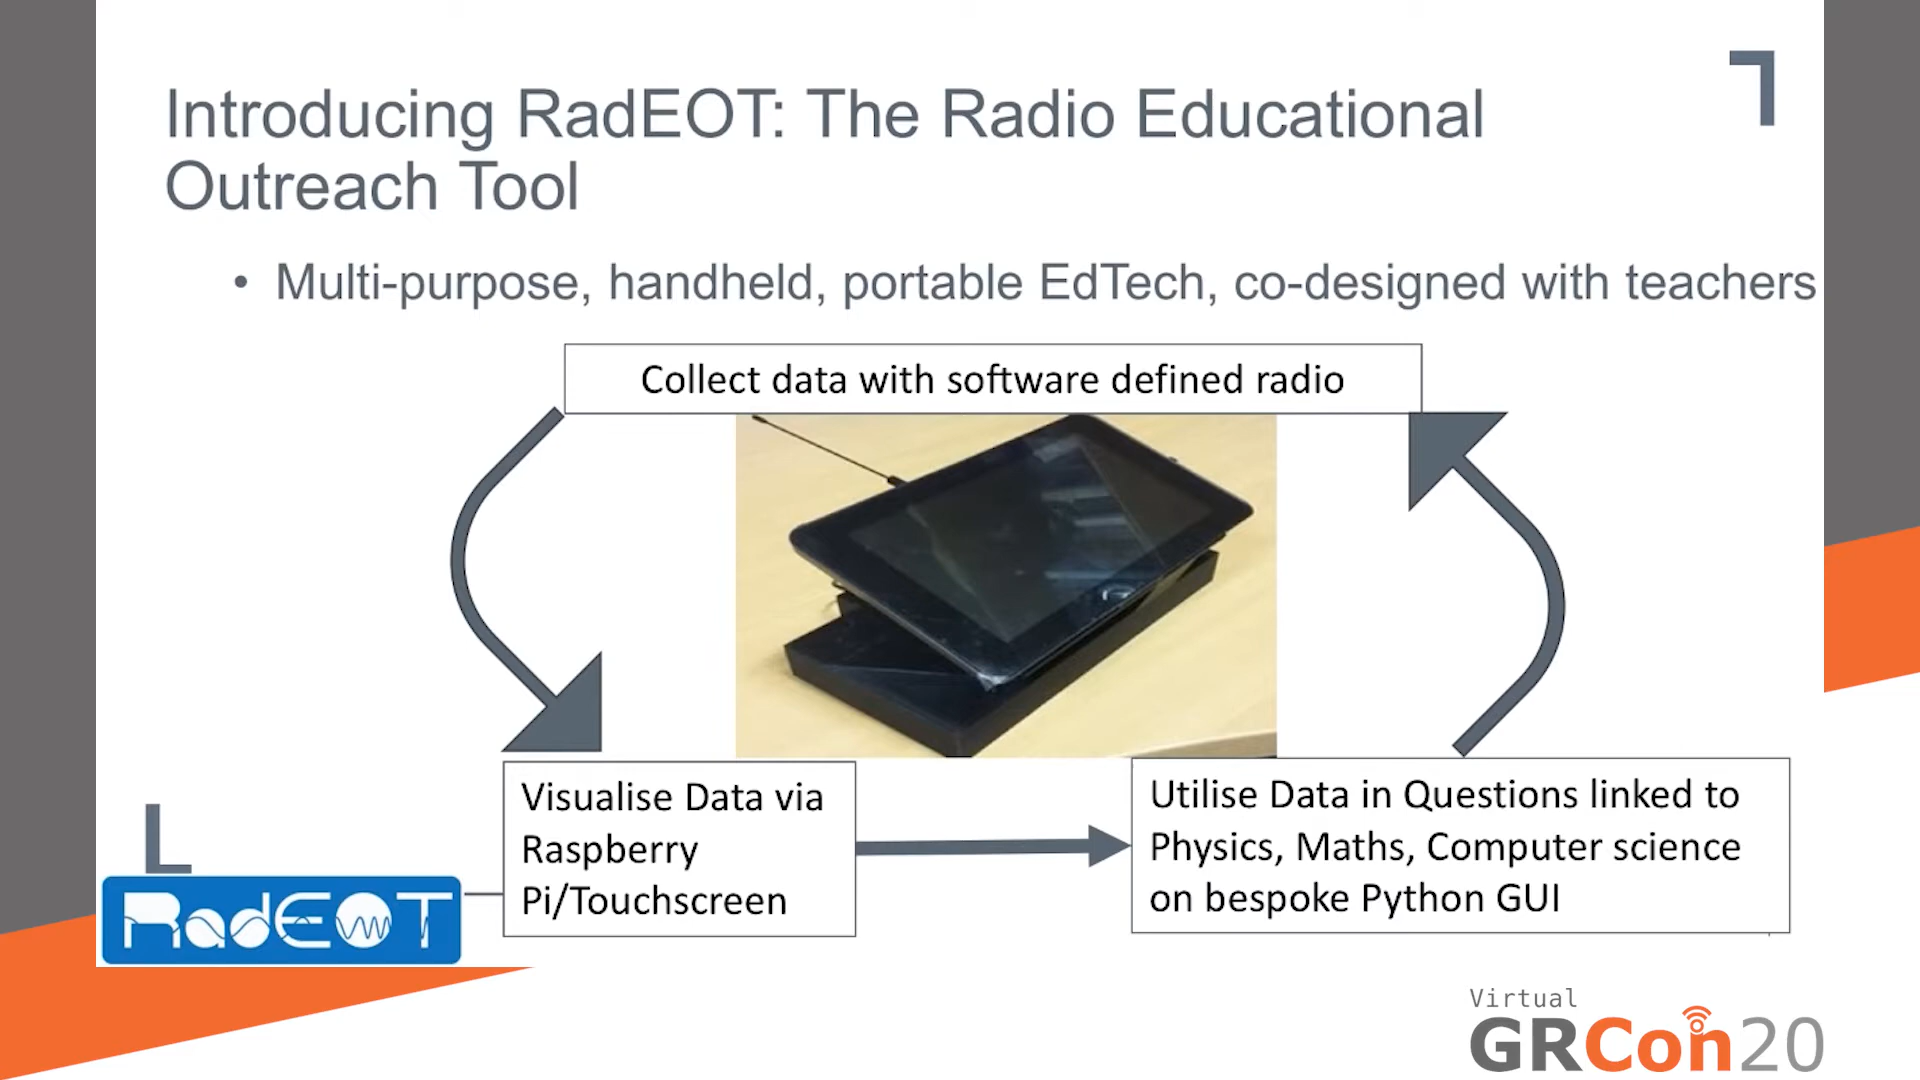 Introducing RadEOT: The Radio Educational
Outreach Tool
• Multi-purpose, handheld, portable EdTech, co-designed with teachers
Collect data with software defined radio
Visualise Data via
Raspberry
Pi/Touchscreen
Utilise Data in Questions linked to
Physics, Maths, Computer science
on bespoke Python GUI
RadEOT
Virtual
GRCon20